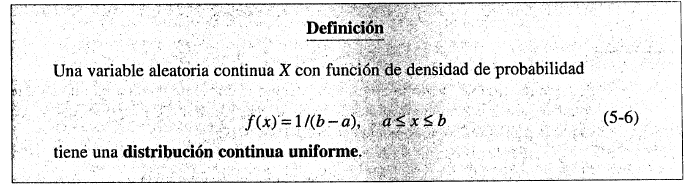 Definición
Una variable aleatoria continua X con función de densidad de probabilidad
f(x) = 1/(b − a), a ≤ x ≤ b (5-6)
tiene una distribución continua uniforme.